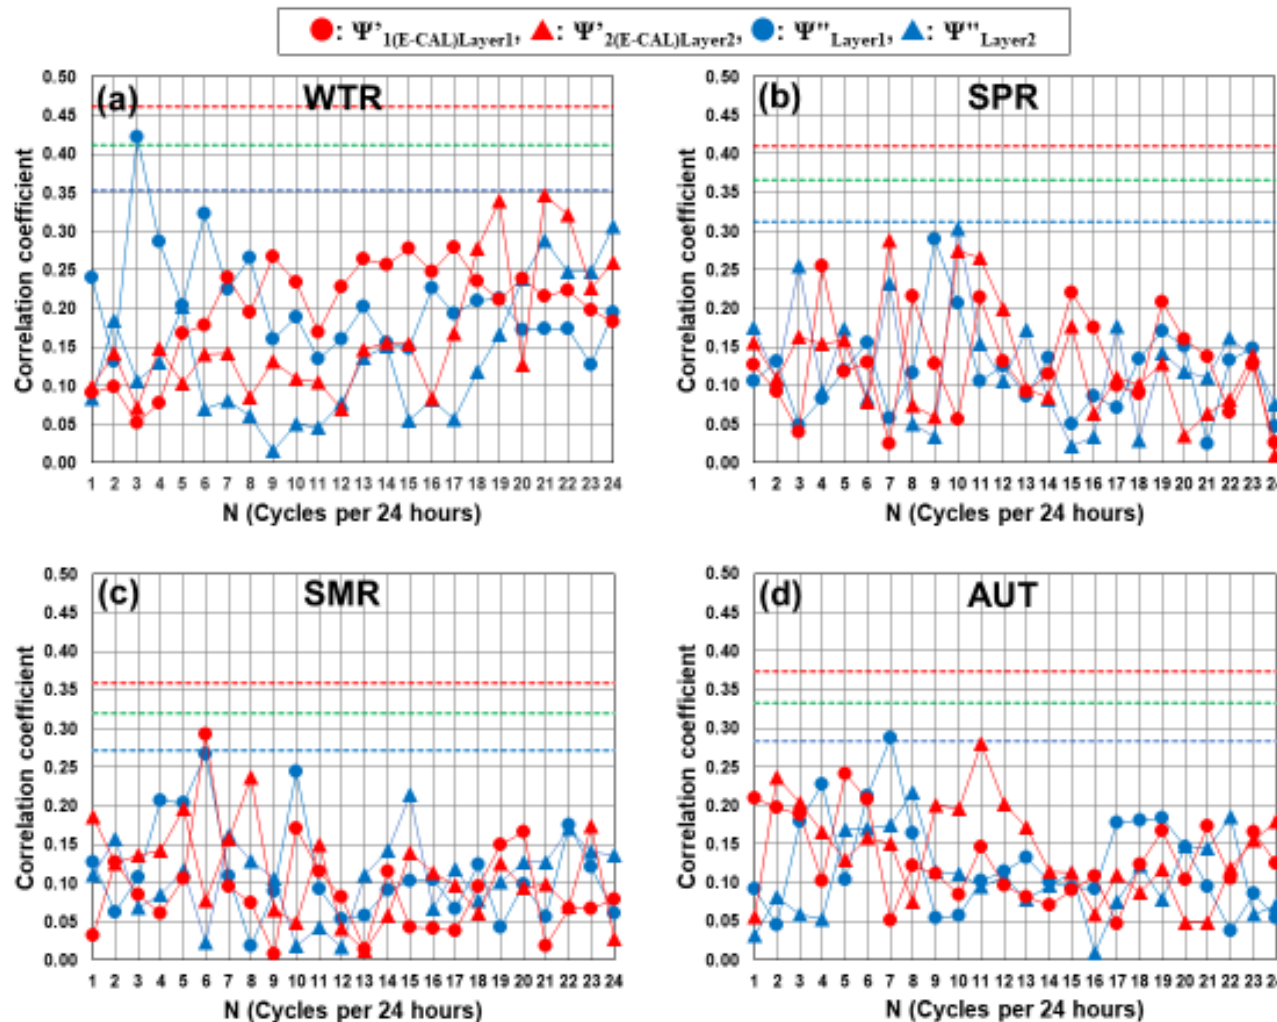 ●: Ψ'1(E-CAL)Layer1, ▲: Ψ'2(E-CAL)Layer2, ●: Ψ"Layer1, ▲: Ψ"Layer2
(a) WTR
Correlation coefficient
0.50
0.45
0.40
0.35
0.30
0.25
0.20
0.15
0.10
0.05
0.00
1 2 3 4 5 6 7 8 9 10 11 12 13 14 15 16 17 18 19 20 21 22 23 24
N (Cycles per 24 hours)
(b) SPR
Correlation coefficient
0.50
0.45
0.40
0.35
0.30
0.25
0.20
0.15
0.10
0.05
0.00
1 2 3 4 5 6 7 8 9 10 11 12 13 14 15 16 17 18 19 20 21 22 23 24
N (Cycles per 24 hours)
(c) SMR
Correlation coefficient
0.50
0.45
0.40
0.35
0.30
0.25
0.20
0.15
0.10
0.05
0.00
1 2 3 4 5 6 7 8 9 10 11 12 13 14 15 16 17 18 19 20 21 22 23 24
N (Cycles per 24 hours)
(d) AUT
Correlation coefficient
0.50
0.45
0.40
0.35
0.30
0.25
0.20
0.15
0.10
0.05
0.00
1 2 3 4 5 6 7 8 9 10 11 12 13 14 15 16 17 18 19 20 21 22 23 24
N (Cycles per 24 hours)